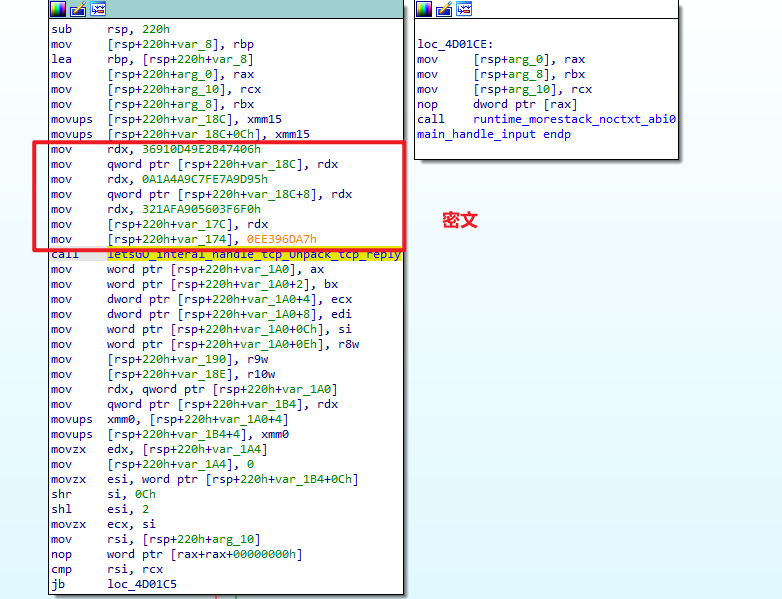 sub     rsp, 220h
mov     [rsp+220h+var_8], rbp
lea     rbp, [rsp+220h+var_8]
mov     [rsp+220h+arg_0], rax
mov     [rsp+220h+arg_10], rcx
mov     [rsp+220h+arg_8], rbx
movups  [rsp+220h+var_18C], xmm15
movups  [rsp+220h+var_18C+0Ch], xmm15
mov     rdx, 36910D49E2B47406h
mov     qword ptr [rsp+220h+var_18C], rdx
mov     rdx, 0A1A4A9C7FE7A9D95h
mov     qword ptr [rsp+220h+var_18C+8], rdx
mov     rdx, 321AFA905603F6F0h
mov     [rsp+220h+var_17C], rdx
mov     [rsp+220h+var_174], 0EE396DA7h
call    letsGO_interal_handle_tcp_Unpack_tcp_reply
mov     word ptr [rsp+220h+var_1A0], ax
mov     word ptr [rsp+220h+var_1A0+2], bx
mov     dword ptr [rsp+220h+var_1A0+4], ecx
mov     dword ptr [rsp+220h+var_1A0+8], edi
mov     word ptr [rsp+220h+var_1A0+0Ch], si
mov     word ptr [rsp+220h+var_1A0+0Eh], r8w
mov     [rsp+220h+var_190], r9w
mov     [rsp+220h+var_18E], r10w
mov     rdx, qword ptr [rsp+220h+var_1A0]
mov     qword ptr [rsp+220h+var_1B4], rdx
movups  xmm0, [rsp+220h+var_1A0+4]
movups  [rsp+220h+var_1B4+4], xmm0
movzx   edx, [rsp+220h+var_1A4]
mov     [rsp+220h+var_1A4], 0
movzx   esi, word ptr [rsp+220h+var_1B4+0Ch]
shr     si, 0Ch
shl     esi, 2
movzx   ecx, si
mov     rsi, [rsp+220h+arg_10]
nop     word ptr [rax+rax+00000000h]
cmp     rsi, rcx
jb      loc_4D01C5
loc_4D01CE:
mov     [rsp+arg_0], rax
mov     [rsp+arg_8], rbx
mov     [rsp+arg_10], rcx
nop     dword ptr [rax]
call    runtime_morestack_noctxt_abi0
main_handle_input endp
密文